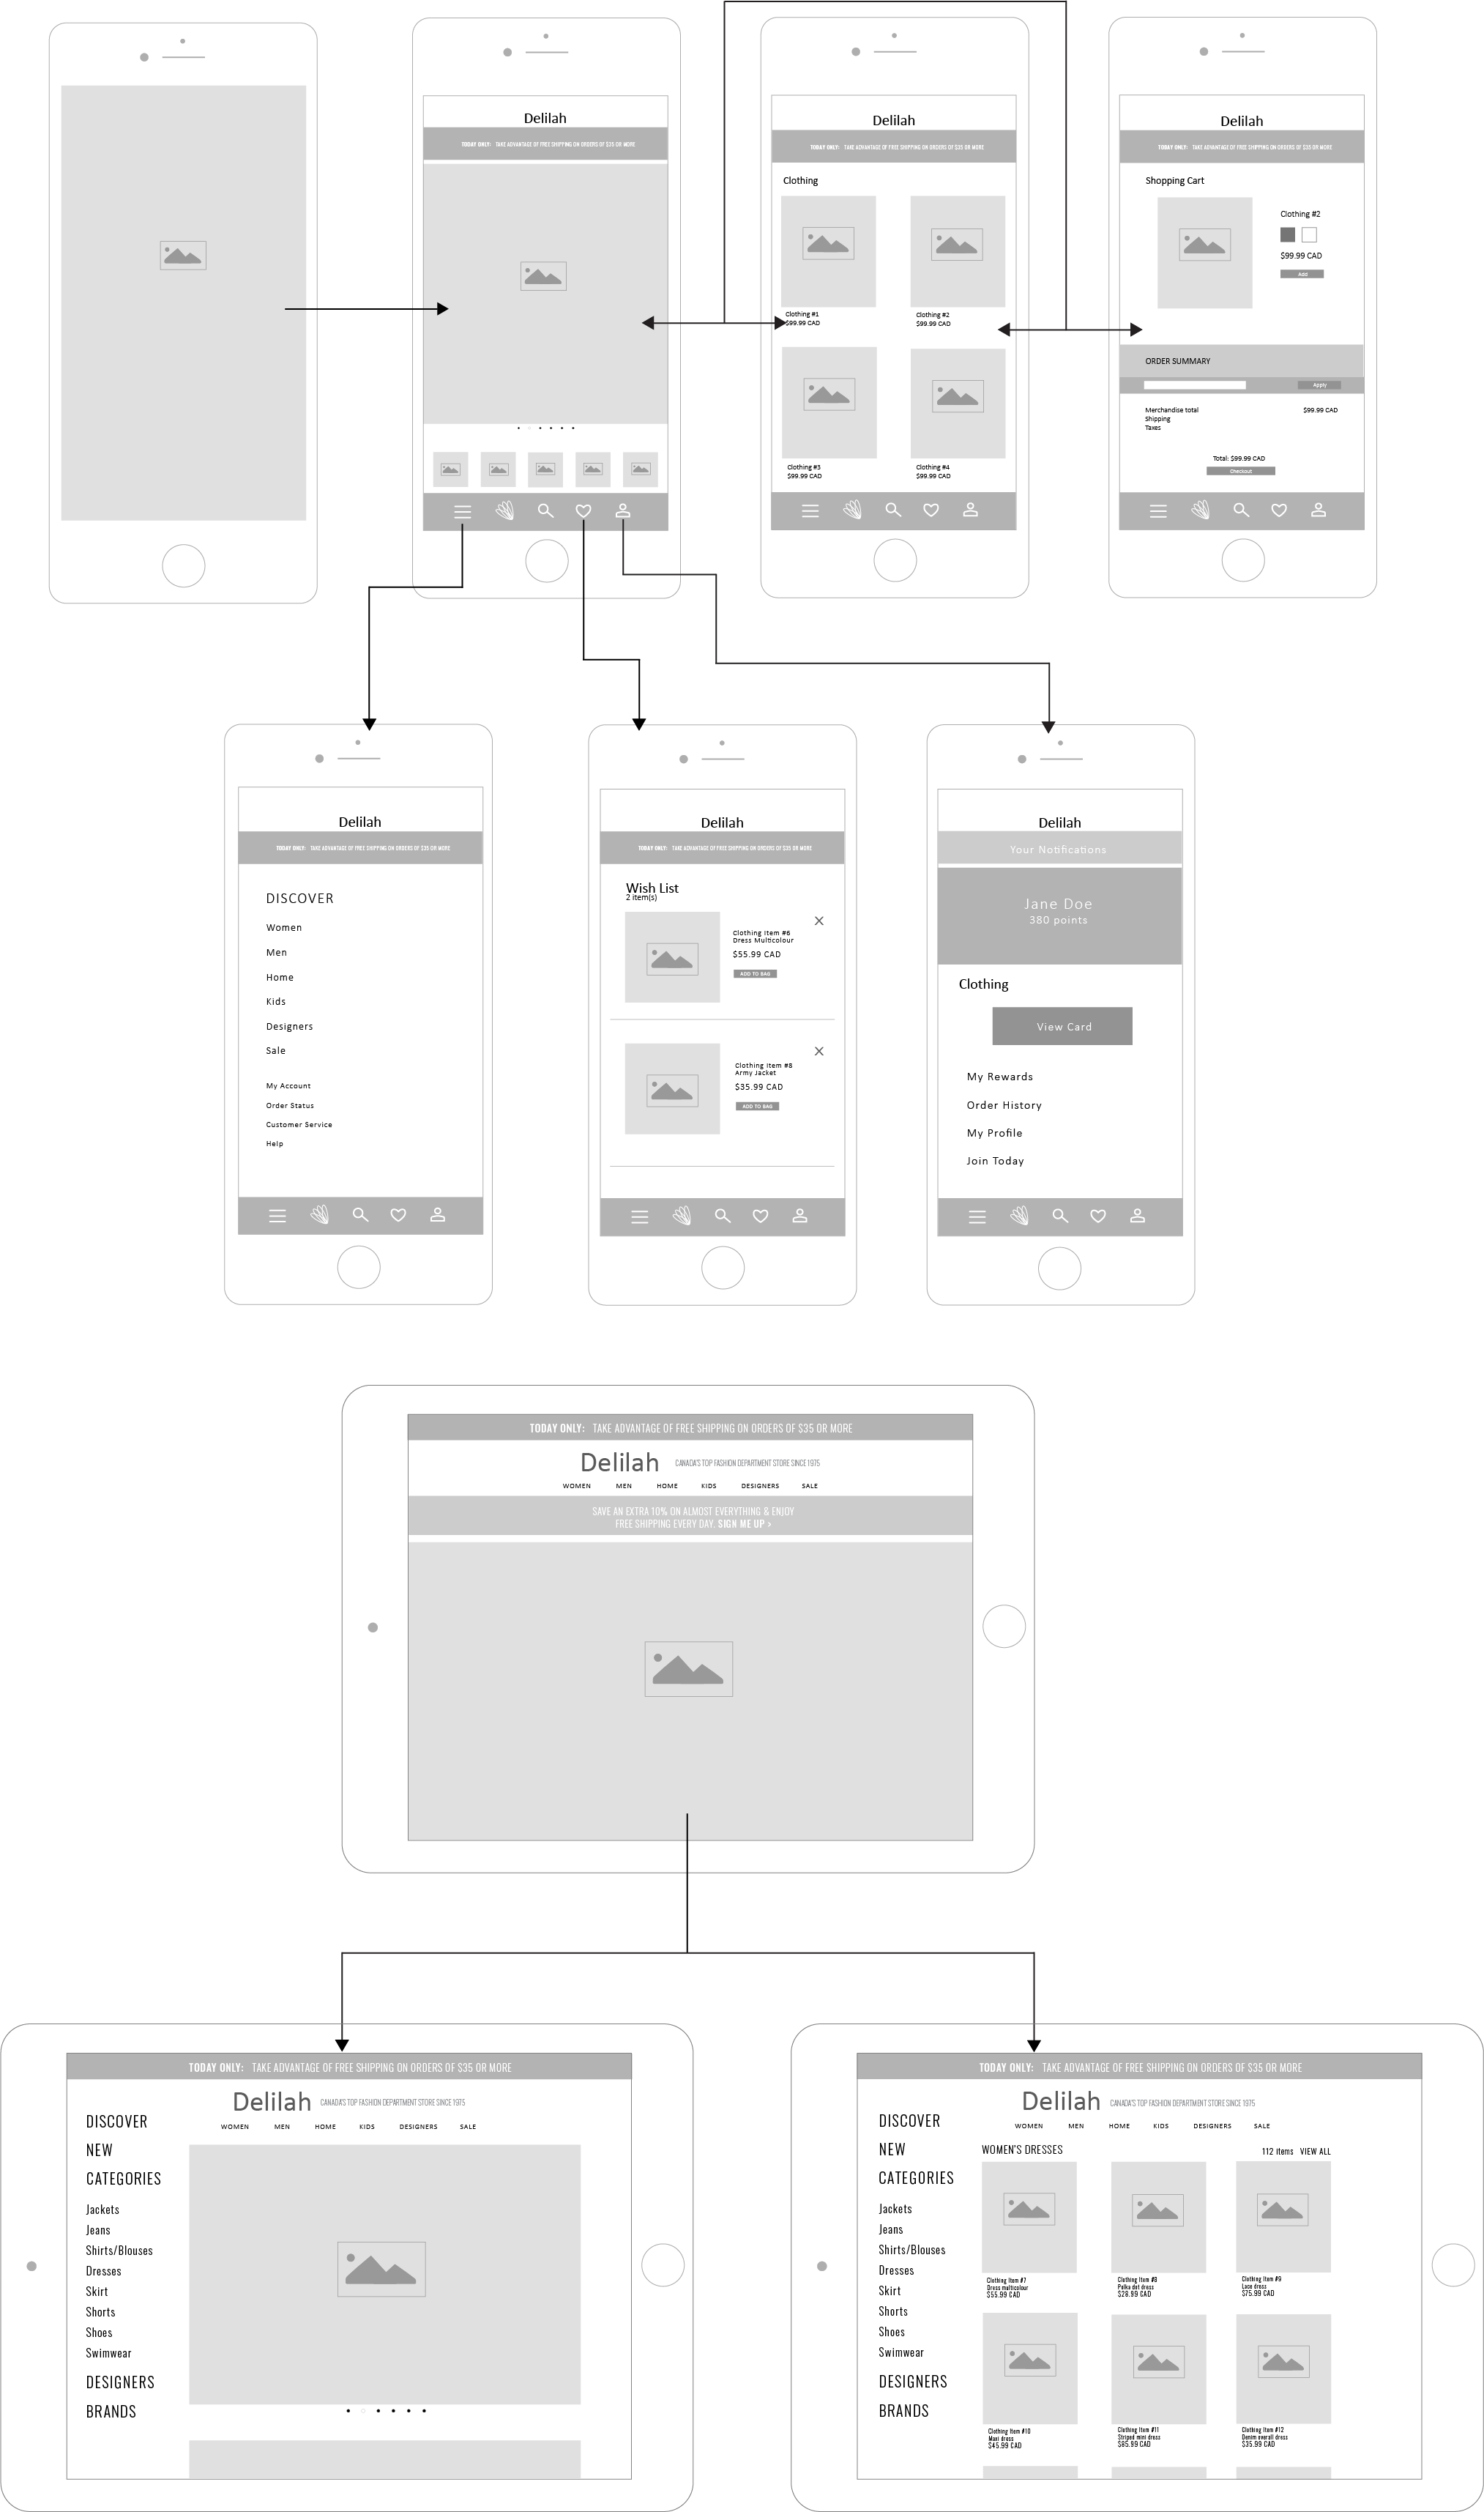 Delilah
TODAY ONLY: TAKE ADVANTAGE OF FREE SHIPPING ON ORDERS OF $35 OR MORE
Delilah
TODAY ONLY: TAKE ADVANTAGE OF FREE SHIPPING ON ORDERS OF $35 OR MORE
Clothing
Clothing #1
$99.99 CAD
Clothing #2
$99.99 CAD
Clothing #3
$99.99 CAD
Clothing #4
$99.99 CAD
Delilah
TODAY ONLY: TAKE ADVANTAGE OF FREE SHIPPING ON ORDERS OF $35 OR MORE
Shopping Cart
Clothing #2
$99.99 CAD
Add
ORDER SUMMARY
Apply
Merchandise total $99.99 CAD
Shipping
Taxes
Total: $99.99 CAD
Checkout
Delilah
TODAY ONLY: TAKE ADVANTAGE OF FREE SHIPPING ON ORDERS OF $35 OR MORE
DISCOVER
Women
Men
Home
Kids
Designers
Sale
My Account
Order Status
Customer Service
Help
Delilah
TODAY ONLY: TAKE ADVANTAGE OF FREE SHIPPING ON ORDERS OF $35 OR MORE
Wish List
2 item(s)
Clothing Item #6
Dress Multicolour
$55.99 CAD
ADD TO BAG
Clothing Item #8
Army Jacket
$35.99 CAD
ADD TO BAG
Delilah
Your Notifications
Jane Doe
380 points
Clothing
View Card
My Rewards
Order History
My Profile
Join Today
TODAY ONLY: TAKE ADVANTAGE OF FREE SHIPPING ON ORDERS OF $35 OR MORE
Delilah CANADA'S TOP FASHION DEPARTMENT STORE SINCE 1975
WOMEN MEN HOME KIDS DESIGNERS SALE
SAVE AN EXTRA 10% ON ALMOST EVERYTHING & ENJOY
FREE SHIPPING EVERY DAY. SIGN ME UP >
TODAY ONLY: TAKE ADVANTAGE OF FREE SHIPPING ON ORDERS OF $35 OR MORE
Delilah CANADA'S TOP FASHION DEPARTMENT STORE SINCE 1975
WOMEN MEN HOME KIDS DESIGNERS SALE
DISCOVER
NEW
CATEGORIES
Jackets
Jeans
Shirts/Blouses
Dresses
Skirt
Shorts
Shoes
Swimwear
DESIGNERS
BRANDS
TODAY ONLY: TAKE ADVANTAGE OF FREE SHIPPING ON ORDERS OF $35 OR MORE
Delilah CANADA'S TOP FASHION DEPARTMENT STORE SINCE 1975
WOMEN MEN HOME KIDS DESIGNERS SALE
DISCOVER
NEW
CATEGORIES
Jackets
Jeans
Shirts/Blouses
Dresses
Skirt
Shorts
Shoes
Swimwear
DESIGNERS
BRANDS
WOMEN'S DRESSES 112 items VIEW ALL
Clothing Item #7
Dress multicolour
$55.99 CAD
Clothing Item #8
Polka dot dress
$28.99 CAD
Clothing Item #9
Luce dress
$75.99 CAD
Clothing Item #10
Maxi dress
$45.99 CAD
Clothing Item #11
Striped mini dress
$85.99 CAD
Clothing Item #12
Denim overall dress
$35.99 CAD